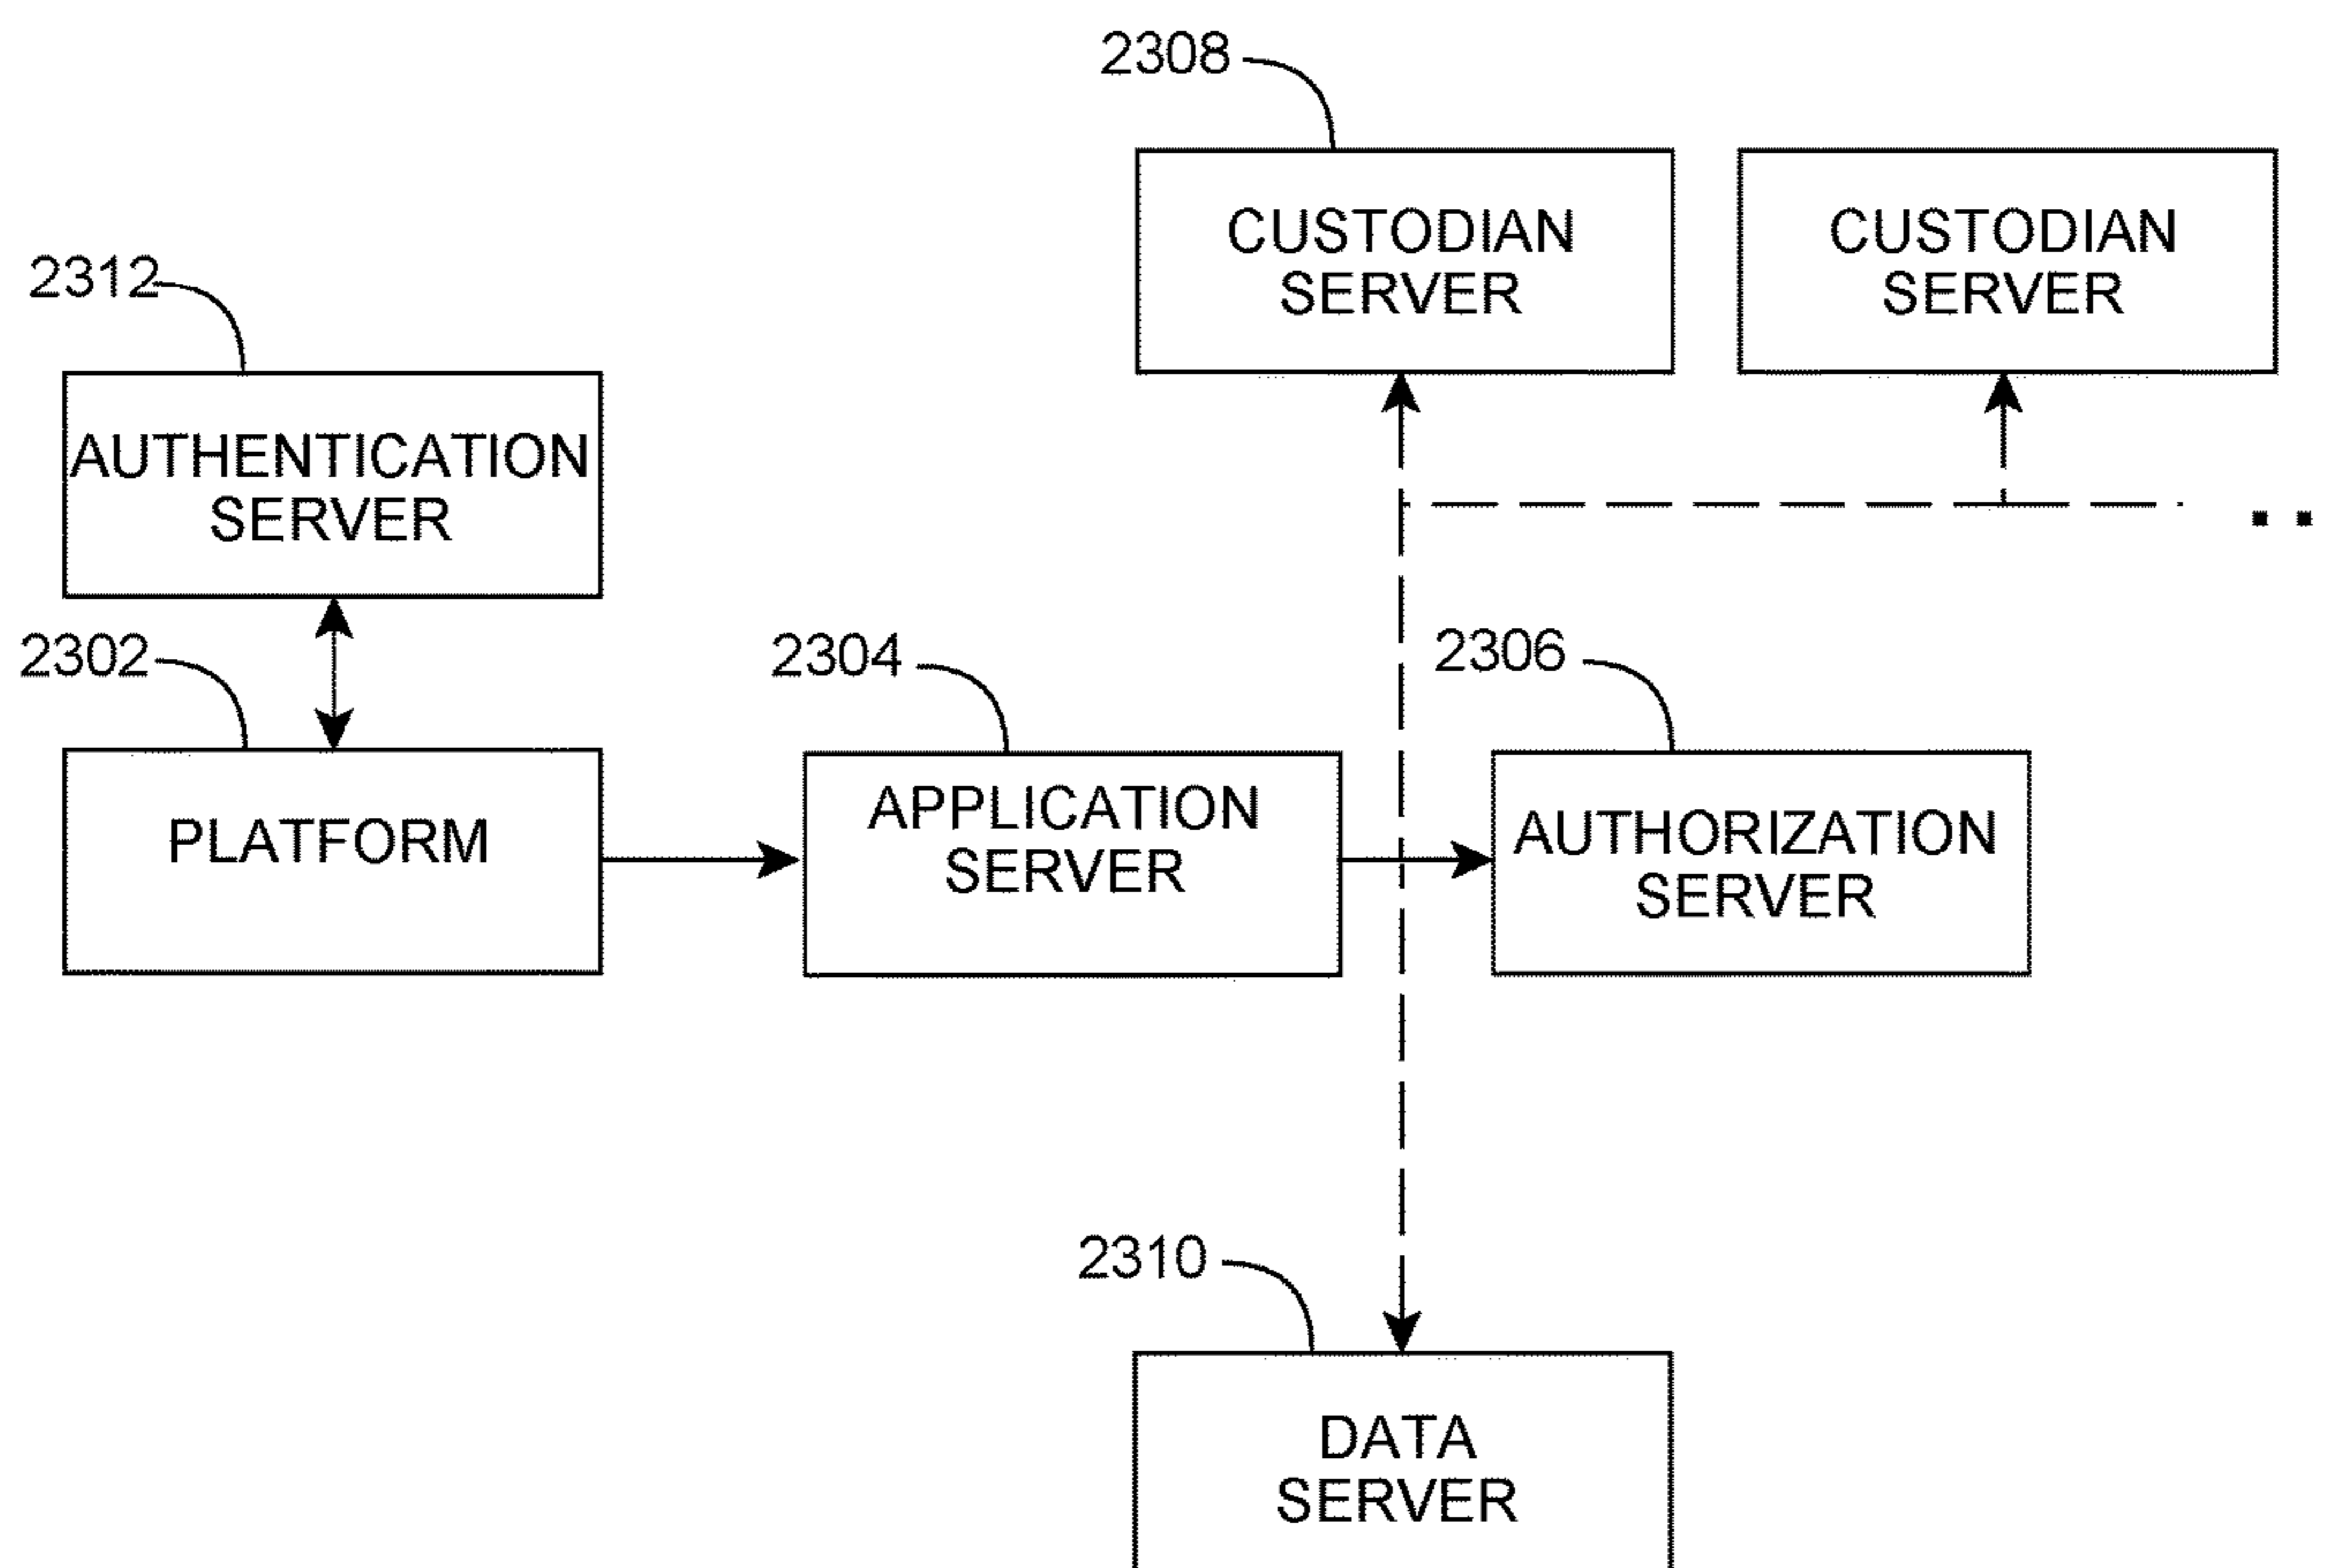 2308
CUSTODIAN
SERVER
CUSTODIAN
SERVER
2312
AUTHENTICATION
SERVER
2302
PLATFORM
2304
APPLICATION
SERVER
2306
AUTHORIZATION
SERVER
2310
DATA
SERVER